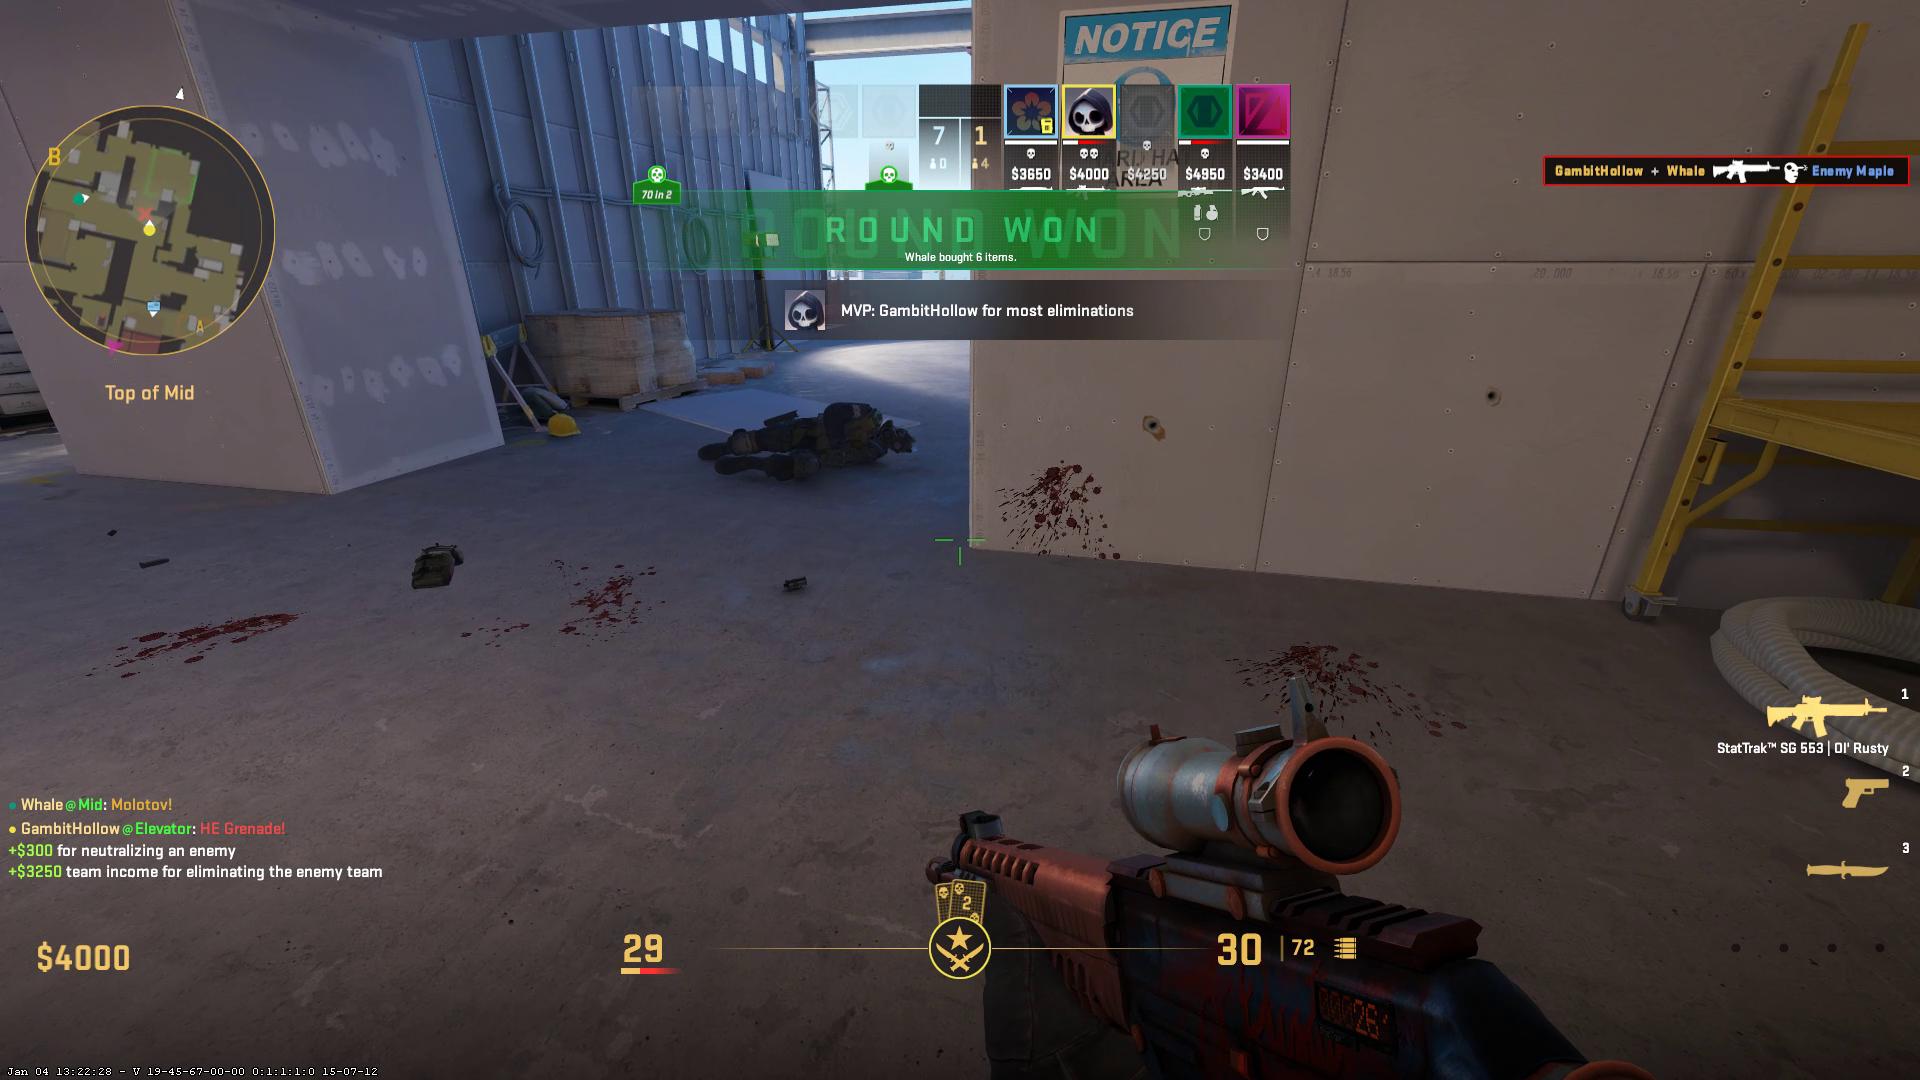 NOTICE
B
A
Top of Mid
7
1
0
4
$3650
$4000
$4250
$4950
$3400
70 in 2
ROUND WON
Whale bought 6 items.
MVP: GambitHollow for most eliminations
GambitHollow + Whale Enemy Maple
1
StatTrak™ SG 553 | Ol' Rusty
2
3
Whale@Mid: Molotov!
GambitHollow@Elevator: HE Grenade!
+$300 for neutralizing an enemy
+$3250 team income for eliminating the enemy team
$4000
29
2
30 | 72
Jan 04 13:22:28 - V 19-45-67-00-00 0:1:1:1:0 15-07-12